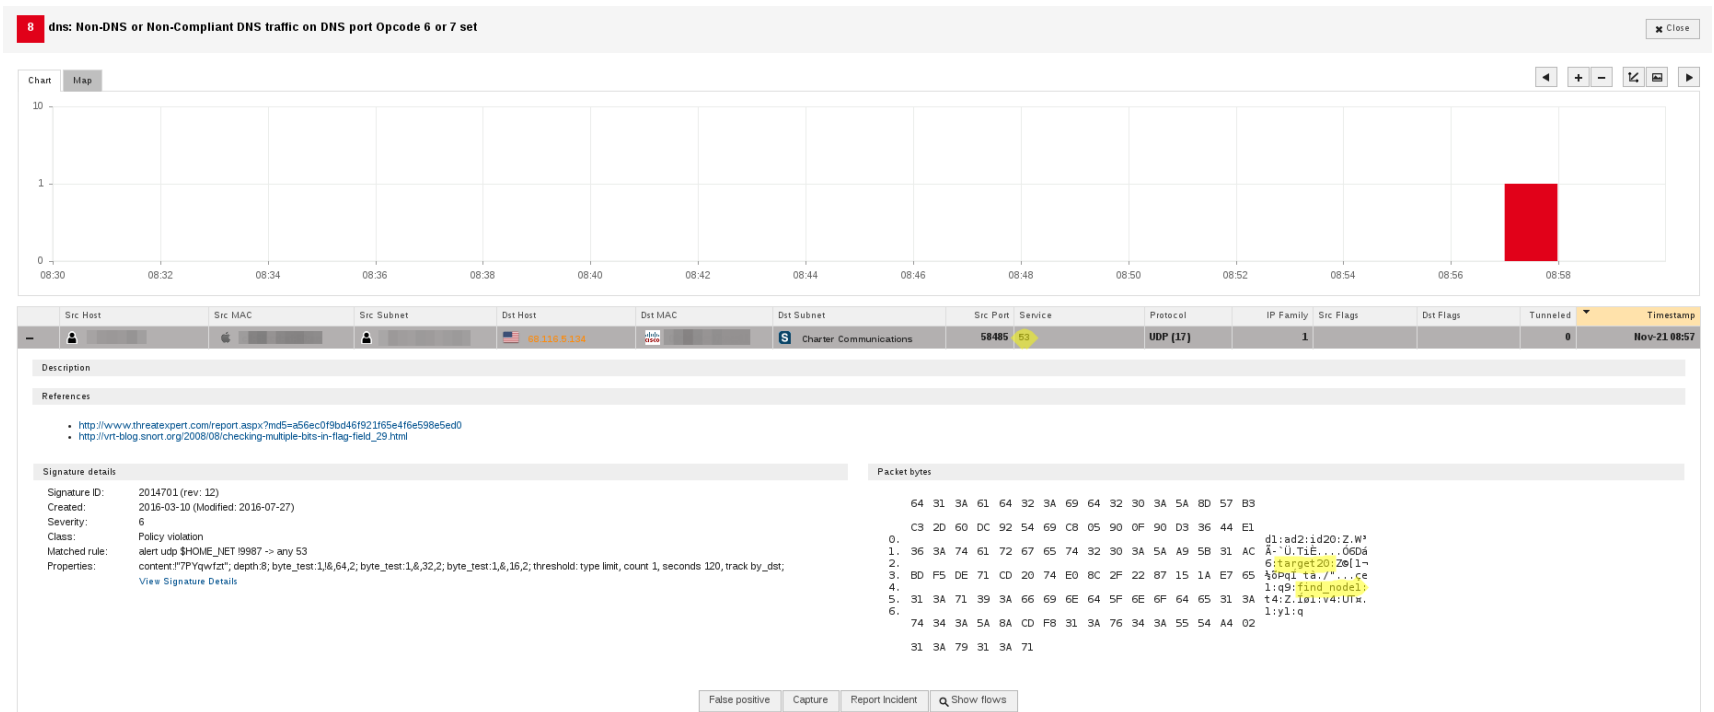 8 dns: Non-DNS or Non-Compliant DNS traffic on DNS port Opcode 6 or 7 set
Close
Chart Map
10
1
0
08:30 08:32 08:34 08:36 08:38 08:40 08:42 08:44 08:46 08:48 08:50 08:52 08:54 08:56 08:58
Src Host Src MAC Src Subnet Dst Host Dst MAC Dst Subnet Src Port Service Protocol IP Family Src Flags Dst Flags Tunneled Timestamp
cisco S Charter Communications 58485 53 UDP (17) 1 0 Nov-21 08:57
Description
References
http://www.threatexpert.com/report.aspx?md5=a56ec0f9bd46f921f65e4f6e598e5ed0
http://vrt-blog.snort.org/2008/08/checking-multiple-bits-in-flag-field_29.html
Signature details
Signature ID: 2014701 (rev: 12)
Created: 2016-03-10 (Modified: 2016-07-27)
Severity: 6
Class: Policy violation
Matched rule: alert udp $HOME_NET !9987 -> any 53
Properties: content:!"7PYqwfzt"; depth:8; byte_test:1,!&,64,2; byte_test:1,&,32,2; byte_test:1,&,16,2; threshold: type limit, count 1, seconds 120, track by_dst;
View Signature Details
Packet bytes
0.
1.
2.
3.
4.
5.
6.
64 31 3A 61 64 32 3A 69 64 32 30 3A 5A 8D 57 B3
C3 2D 60 DC 92 54 69 C8 05 90 0F 90 D3 36 44 E1
36 3A 74 61 72 67 65 74 32 30 3A 5A A9 5B 31 AC
BD F5 DE 71 CD 20 74 E0 8C 2F 22 87 15 1A E7 65
31 3A 71 39 3A 66 69 6E 64 5F 6E 6F 64 65 31 3A
74 34 3A 5A 8A CD F8 31 3A 76 34 3A 55 54 A4 02
31 3A 79 31 3A 71
d1:ad2:id20:Z.W³
Ã-`Ü.TiÈ....Ó6Dá
6:target20:Z©[1¬
½õÞqÍ tà./"...çe
1:q9:find_node1:
t4:Z.Íø1:v4:UT¤.
1:y1:q
False positive Capture Report Incident Show flows